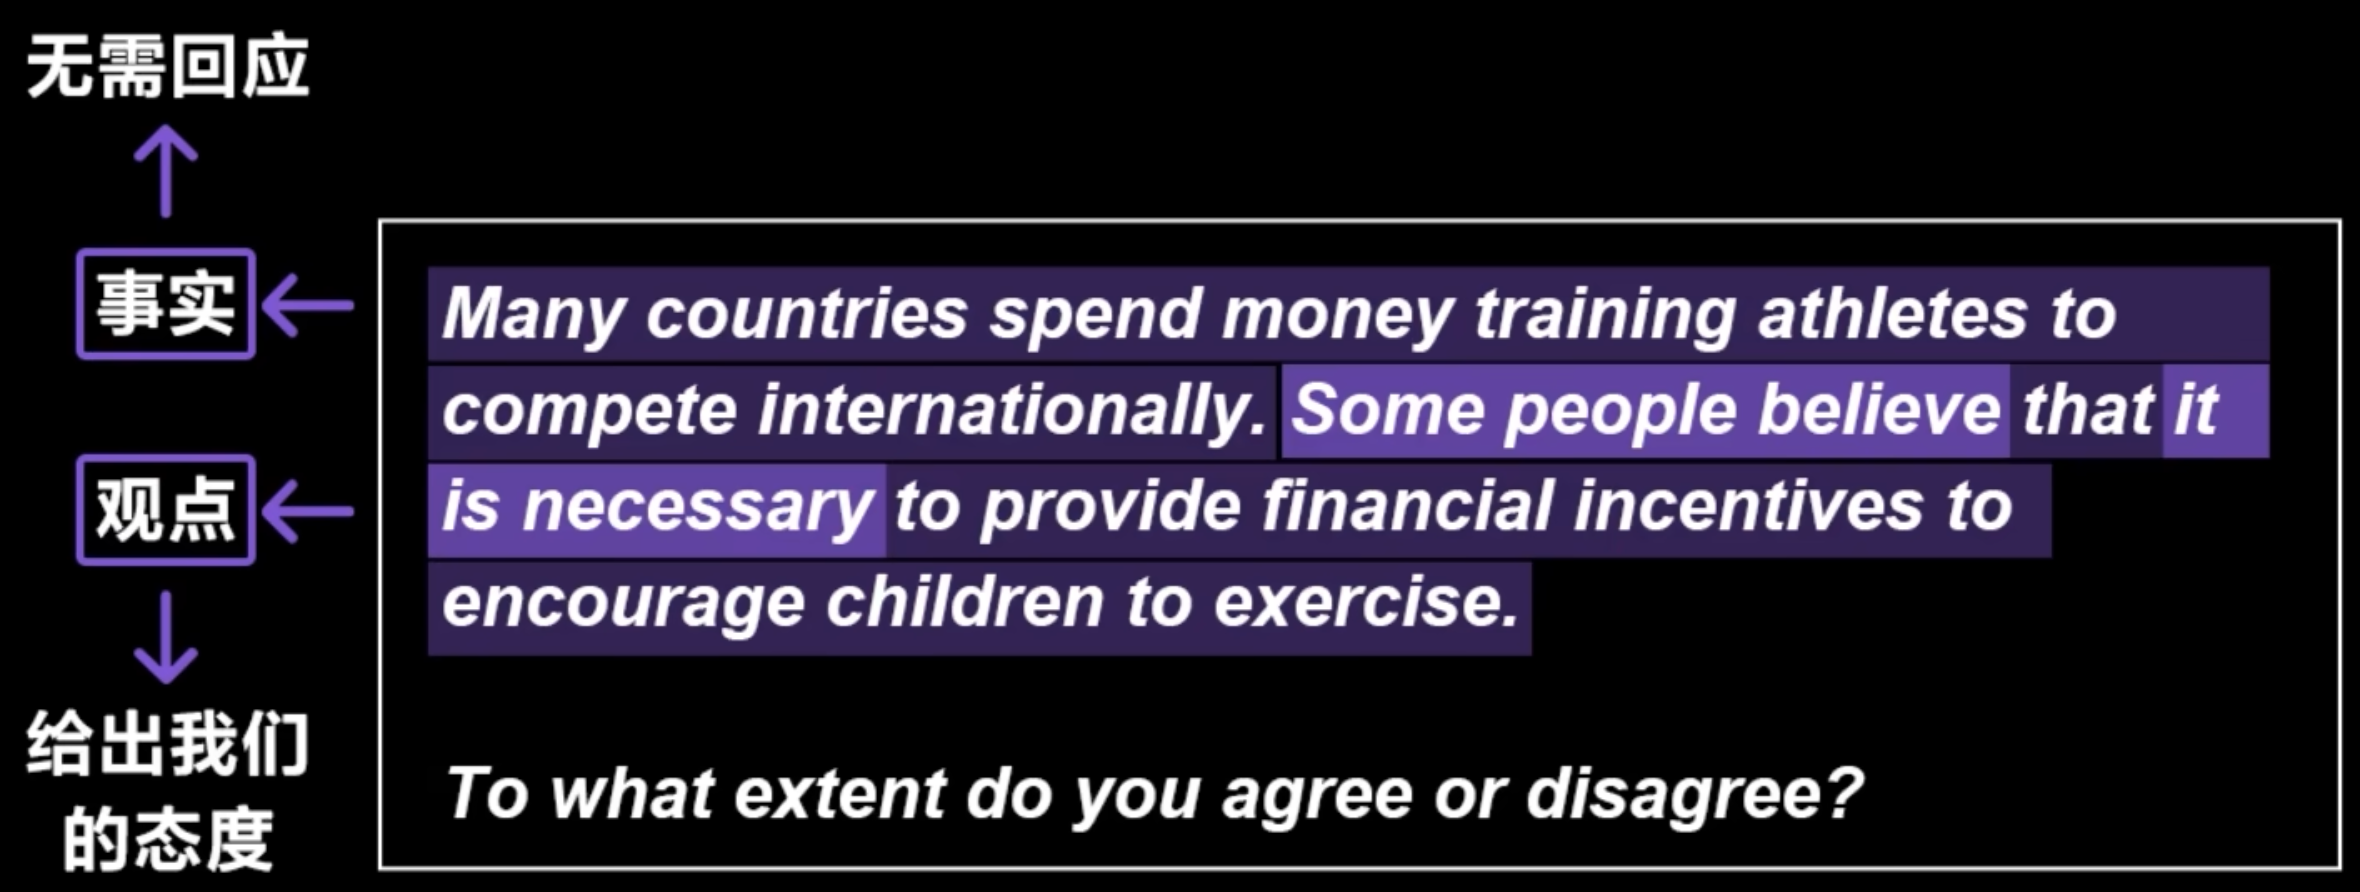 无需回应
事实
观点
给出我们
的态度
Many countries spend money training athletes to
compete internationally. Some people believe that it
is necessary to provide financial incentives to
encourage children to exercise.
To what extent do you agree or disagree?